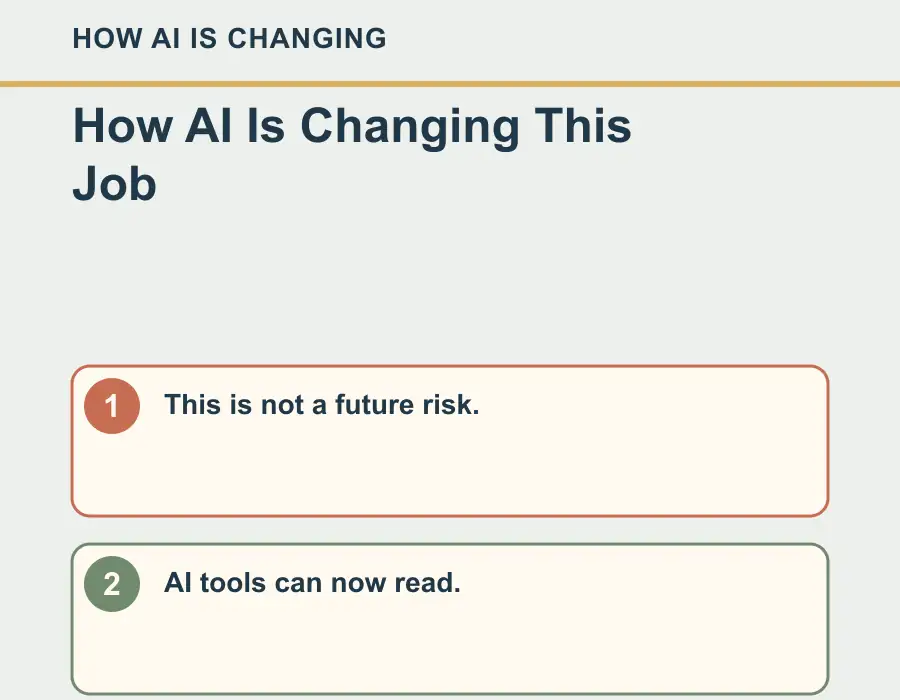 HOW AI IS CHANGING
How AI Is Changing This
Job
1
This is not a future risk.
2
AI tools can now read.